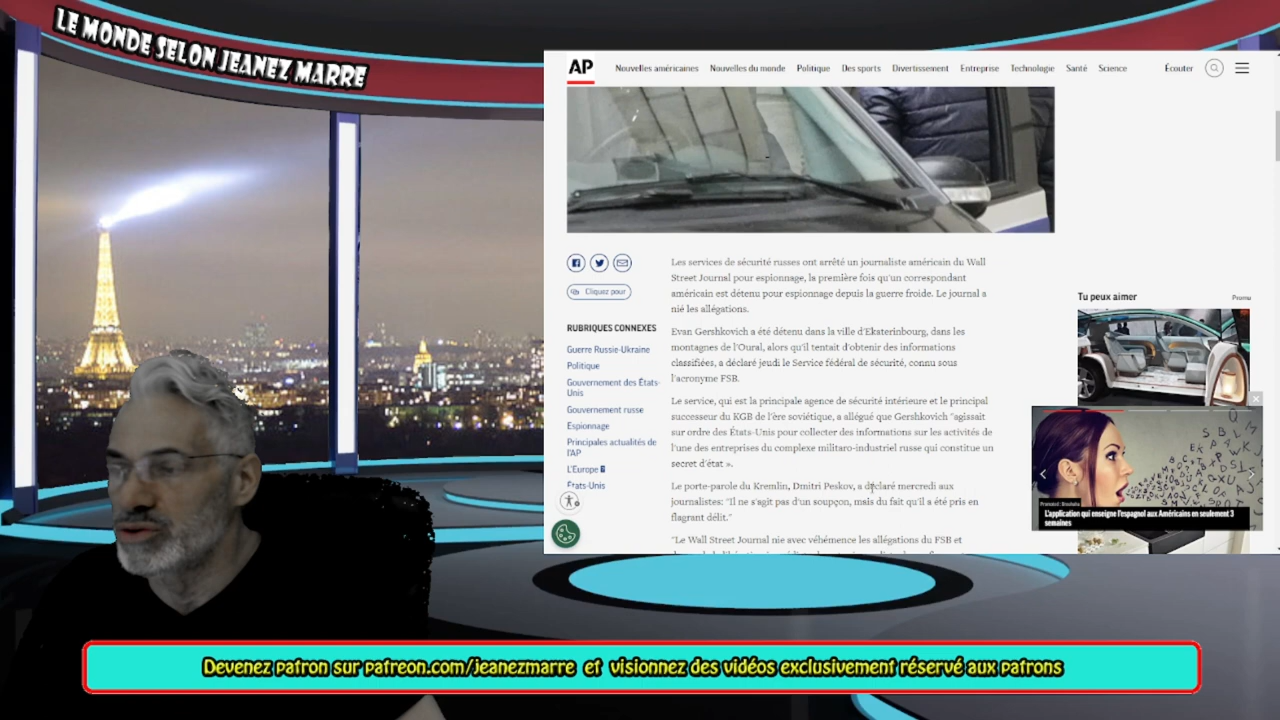 LE MONDE SELON JEANEZ MARRE
AP
Nouvelles américaines Nouvelles du monde Politique Des sports Divertissement Entreprise Technologie Santé Science Écouter
Cliquez pour
RUBRIQUES CONNEXES
Guerre Russie-Ukraine
Politique
Gouvernement des États-
Unis
Gouvernement russe
Espionnage
Principales actualités de
l'AP
L'Europe
États-Unis
Les services de sécurité russes ont arrêté un journaliste américain du Wall
Street Journal pour espionnage, la première fois qu'un correspondant
américain est détenu pour espionnage depuis la guerre froide. Le journal a
nié les allégations.
Evan Gershkovich a été détenu dans la ville d'Ekaterinbourg, dans les
montagnes de l'Oural, alors qu'il tentait d'obtenir des informations
classifiées, a déclaré jeudi le Service fédéral de sécurité, connu sous
l'acronyme FSB.
Le service, qui est la principale agence de sécurité intérieure et le principal
successeur du KGB de l'ère soviétique, a allégué que Gershkovich "agissait
sur ordre des États-Unis pour collecter des informations sur les activités de
l'une des entreprises du complexe militaro-industriel russe qui constitue un
secret d'état ».
Le porte-parole du Kremlin, Dmitri Peskov, a déclaré mercredi aux
journalistes: "Il ne s'agit pas d'un soupçon, mais du fait qu'il a été pris en
flagrant délit."
"Le Wall Street Journal nie avec véhémence les allégations du FSB et
Tu peux aimer
Promu
L'application qui enseigne l'espagnol aux Américains en seulement 3
semaines
Devenez patron sur patreon.com/jeanezmarre et visionnez des vidéos exclusivement réservé aux patrons